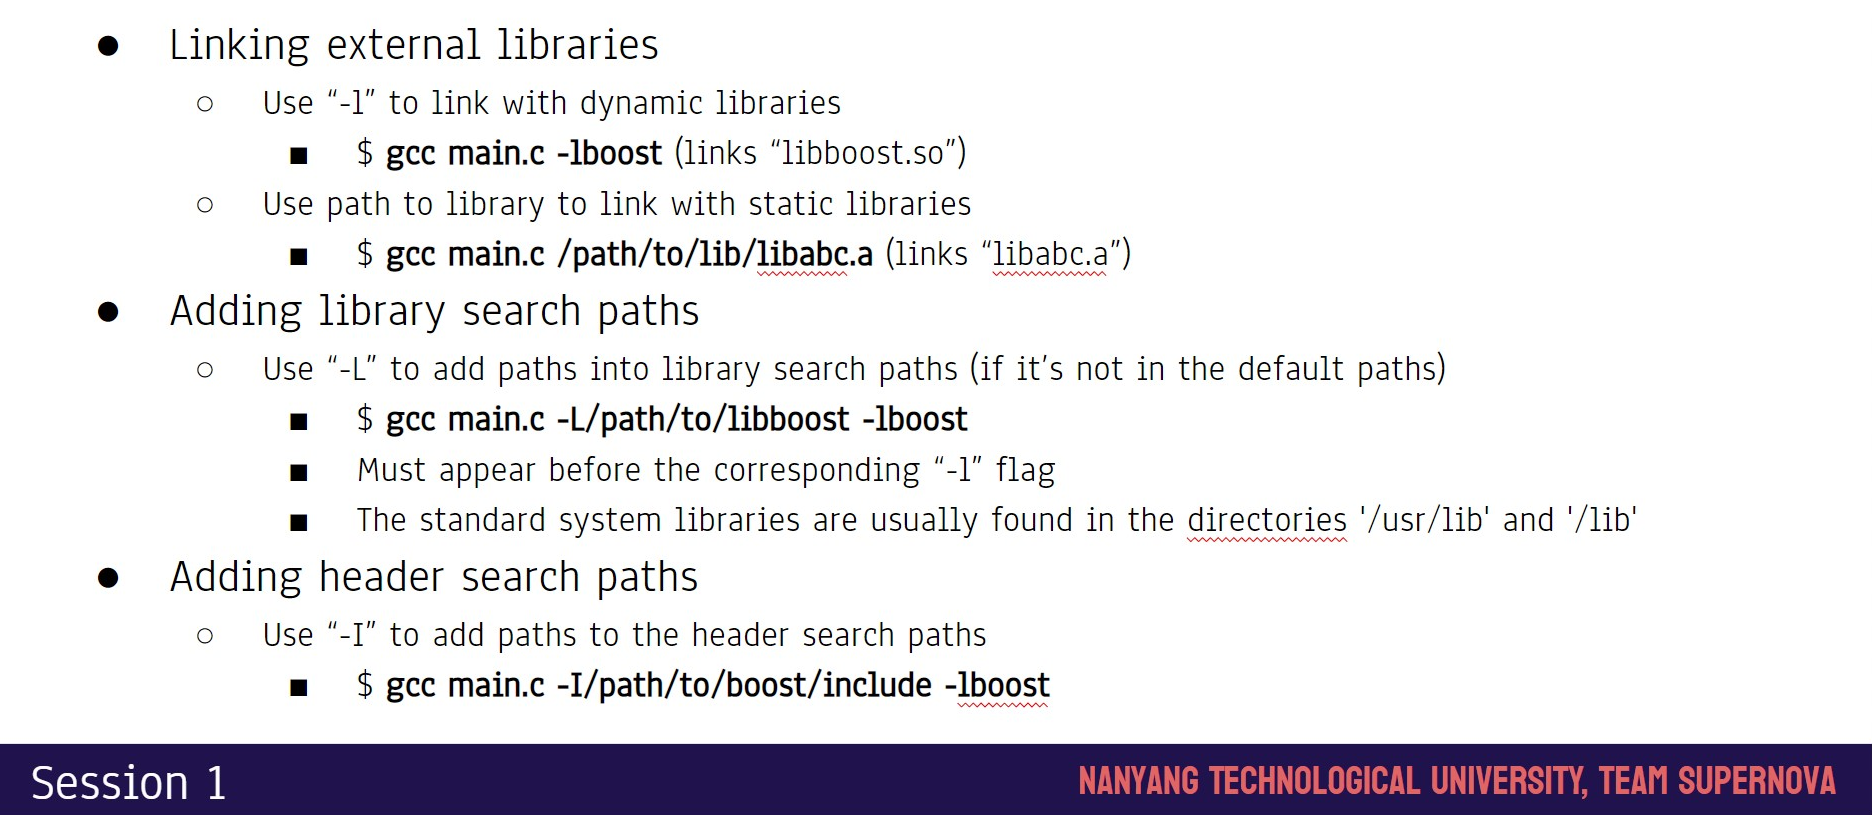 ● Linking external libraries
○ Use “-l” to link with dynamic libraries
■ $ gcc main.c -lboost (links “libboost.so”)
○ Use path to library to link with static libraries
■ $ gcc main.c /path/to/lib/libabc.a (links “libabc.a”)
● Adding library search paths
○ Use “-L” to add paths into library search paths (if it’s not in the default paths)
■ $ gcc main.c -L/path/to/libboost -lboost
■ Must appear before the corresponding “-l” flag
■ The standard system libraries are usually found in the directories '/usr/lib' and '/lib'
● Adding header search paths
○ Use “-I” to add paths to the header search paths
■ $ gcc main.c -I/path/to/boost/include -lboost
Session 1
NANYANG TECHNOLOGICAL UNIVERSITY, TEAM SUPERNOVA